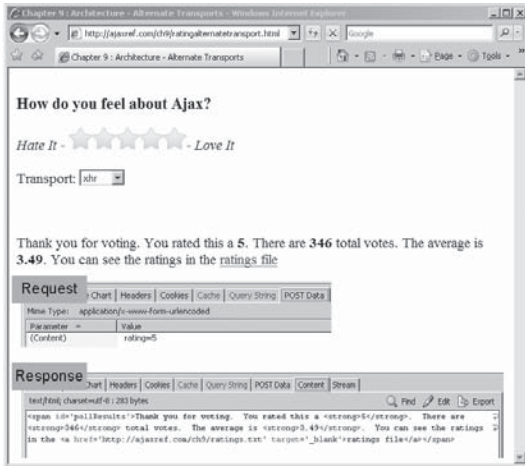 Chapter 9 : Architecture - Alternate Transports - Windows Internet Explorer
http://ajaxref.com/ch9/ratingalternatetransport.html
Google
Chapter 9 : Architecture - Alternate Transports
Page
Tools
How do you feel about Ajax?
Hate It - - Love It
Transport: xhr
Thank you for voting. You rated this a 5. There are 346 total votes. The average is
3.49. You can see the ratings in the ratings file
Request
Chart Headers Cookies Cache Query String POST Data
Mime Type: application/x-www-form-urlencoded
Parameter Value
(Content) rating=5
Response
Chart Headers Cookies Cache Query String POST Data Content Stream
text/html; charset=utf-8 : 283 bytes Find Edit Export
<span id='pollResults'>Thank you for voting. You rated this a <strong>5</strong>. There are
<strong>346</strong> total votes. The average is <strong>3.49</strong>. You can see the ratings
in the <a href='http://ajaxref.com/ch9/ratings.txt' target='_blank'>ratings file</a></span>